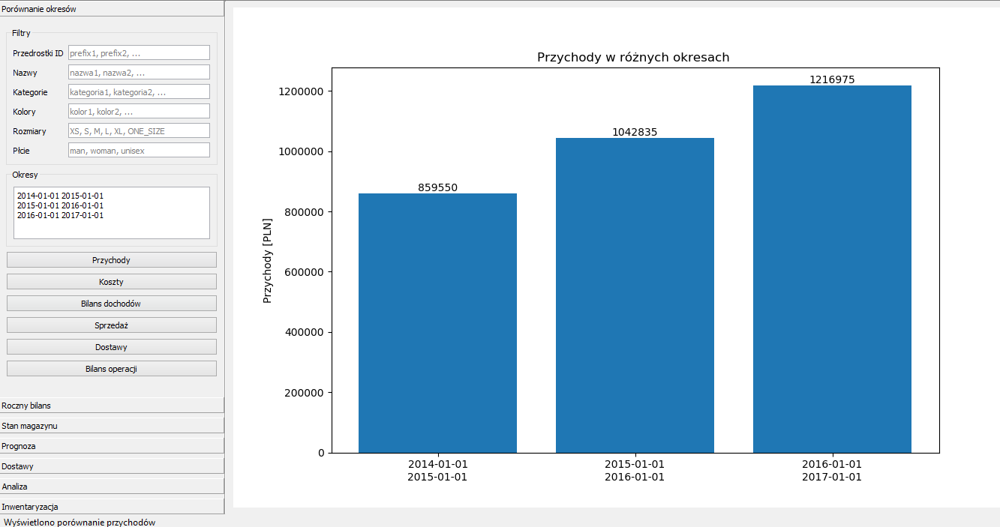 Porównanie okresów
Filtry
Przedrostki ID prefix1, prefix2, ...
Nazwy nazwa1, nazwa2, ...
Kategorie kategoria1, kategoria2, ...
Kolory kolor1, kolor2, ...
Rozmiary XS, S, M, L, XL, ONE_SIZE
Płcie man, woman, unisex
Okresy
2014-01-01 2015-01-01
2015-01-01 2016-01-01
2016-01-01 2017-01-01
Przychody
Koszty
Bilans dochodów
Sprzedaż
Dostawy
Bilans operacji
Roczny bilans
Stan magazynu
Prognoza
Dostawy
Analiza
Inwentaryzacja
Wyświetlono porównanie przychodów
Przychody w różnych okresach
Przychody [PLN]
1200000
1000000
800000
600000
400000
200000
0
859550
1042835
1216975
2014-01-01
2015-01-01
2015-01-01
2016-01-01
2016-01-01
2017-01-01